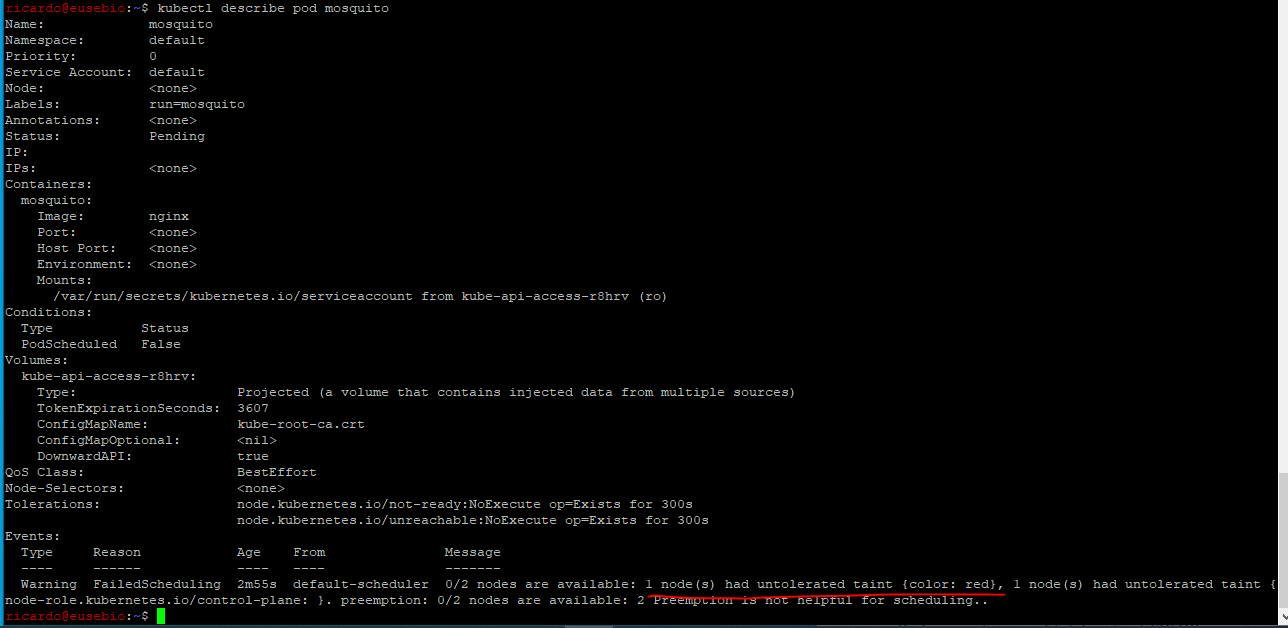 ricardo@eusebio:~$ kubectl describe pod mosquito
Name:             mosquito
Namespace:        default
Priority:         0
Service Account:  default
Node:             <none>
Labels:           run=mosquito
Annotations:      <none>
Status:           Pending
IP:
IPs:              <none>
Containers:
  mosquito:
    Image:        nginx
    Port:         <none>
    Host Port:    <none>
    Environment:  <none>
    Mounts:
      /var/run/secrets/kubernetes.io/serviceaccount from kube-api-access-r8hrv (ro)
Conditions:
  Type           Status
  PodScheduled   False
Volumes:
  kube-api-access-r8hrv:
    Type:                    Projected (a volume that contains injected data from multiple sources)
    TokenExpirationSeconds:  3607
    ConfigMapName:           kube-root-ca.crt
    ConfigMapOptional:       <nil>
    DownwardAPI:             true
QoS Class:                   BestEffort
Node-Selectors:              <none>
Tolerations:                 node.kubernetes.io/not-ready:NoExecute op=Exists for 300s
                             node.kubernetes.io/unreachable:NoExecute op=Exists for 300s
Events:
  Type     Reason            Age    From               Message
  ----     ------            ----   ----               -------
  Warning  FailedScheduling  2m55s  default-scheduler  0/2 nodes are available: 1 node(s) had untolerated taint {color: red}, 1 node(s) had untolerated taint {
node-role.kubernetes.io/control-plane: }. preemption: 0/2 nodes are available: 2 Preemption is not helpful for scheduling..
ricardo@eusebio:~$